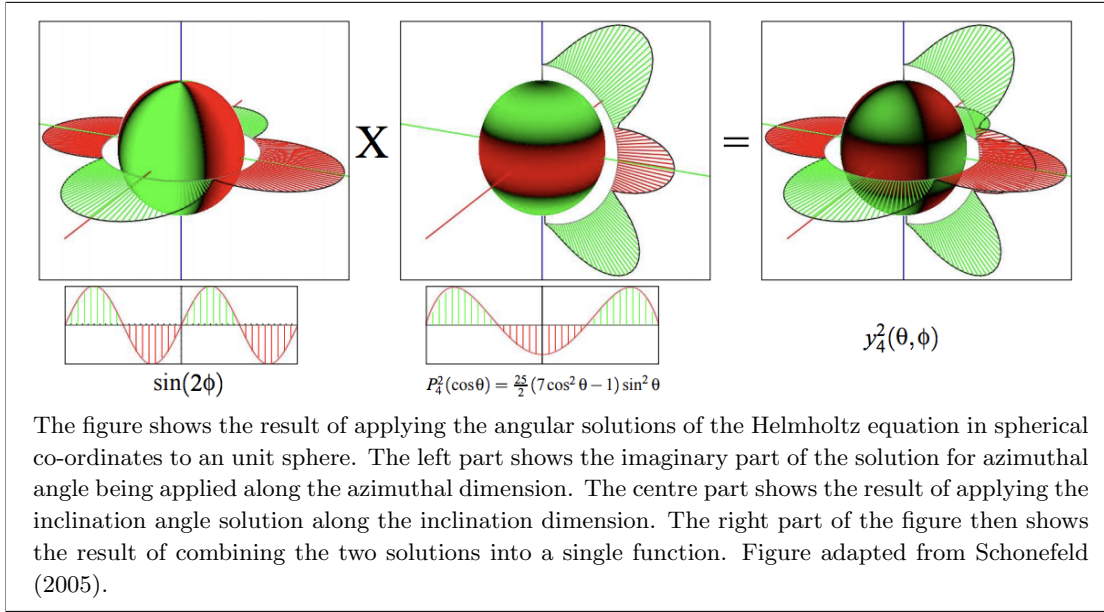 X =
sin(2ϕ)
P₄²(cosθ) = 25/2 (7cos²θ − 1) sin²θ
y₄²(θ,ϕ)
The figure shows the result of applying the angular solutions of the Helmholtz equation in spherical
co-ordinates to an unit sphere. The left part shows the imaginary part of the solution for azimuthal
angle being applied along the azimuthal dimension. The centre part shows the result of applying the
inclination angle solution along the inclination dimension. The right part of the figure then shows
the result of combining the two solutions into a single function. Figure adapted from Schonefeld
(2005).